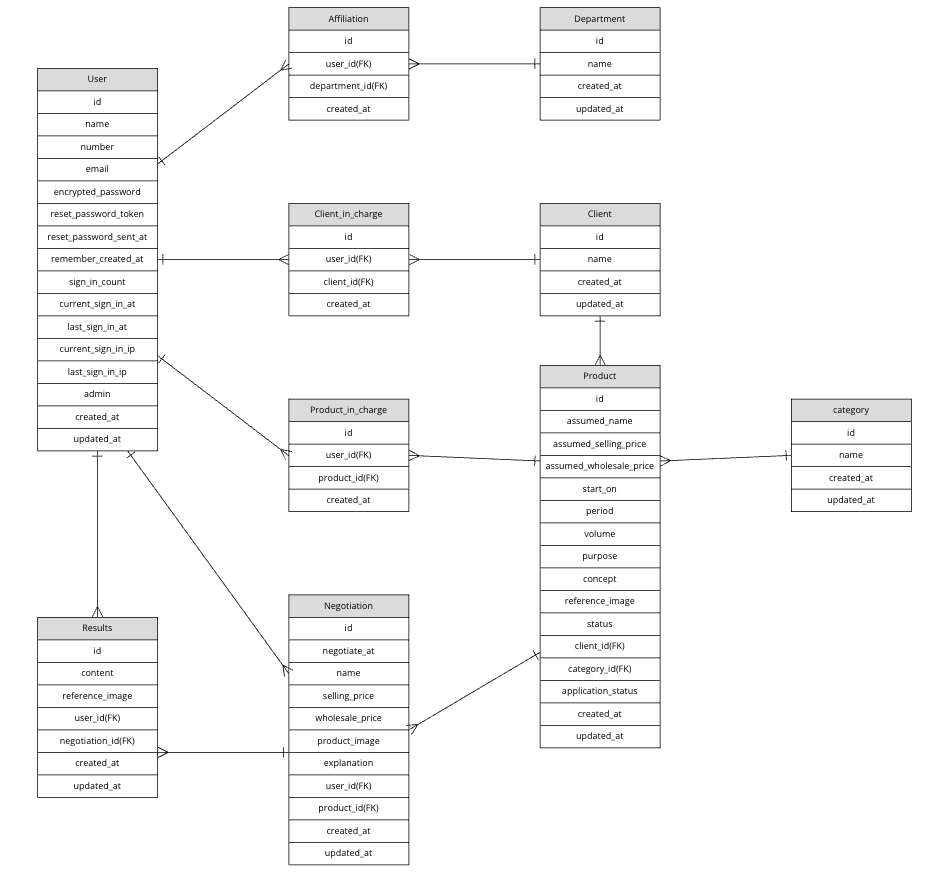 Affiliation
id
user_id(FK)
department_id(FK)
created_at
Department
id
name
created_at
updated_at
User
id
name
number
email
encrypted_password
reset_password_token
reset_password_sent_at
remember_created_at
sign_in_count
current_sign_in_at
last_sign_in_at
current_sign_in_ip
last_sign_in_ip
admin
created_at
updated_at
Client_in_charge
id
user_id(FK)
client_id(FK)
created_at
Client
id
name
created_at
updated_at
Product_in_charge
id
user_id(FK)
product_id(FK)
created_at
Product
id
assumed_name
assumed_selling_price
assumed_wholesale_price
start_on
period
volume
purpose
concept
reference_image
status
client_id(FK)
category_id(FK)
application_status
created_at
updated_at
category
id
name
created_at
updated_at
Results
id
content
reference_image
user_id(FK)
negotiation_id(FK)
created_at
updated_at
Negotiation
id
negotiate_at
name
selling_price
wholesale_price
product_image
explanation
user_id(FK)
product_id(FK)
created_at
updated_at